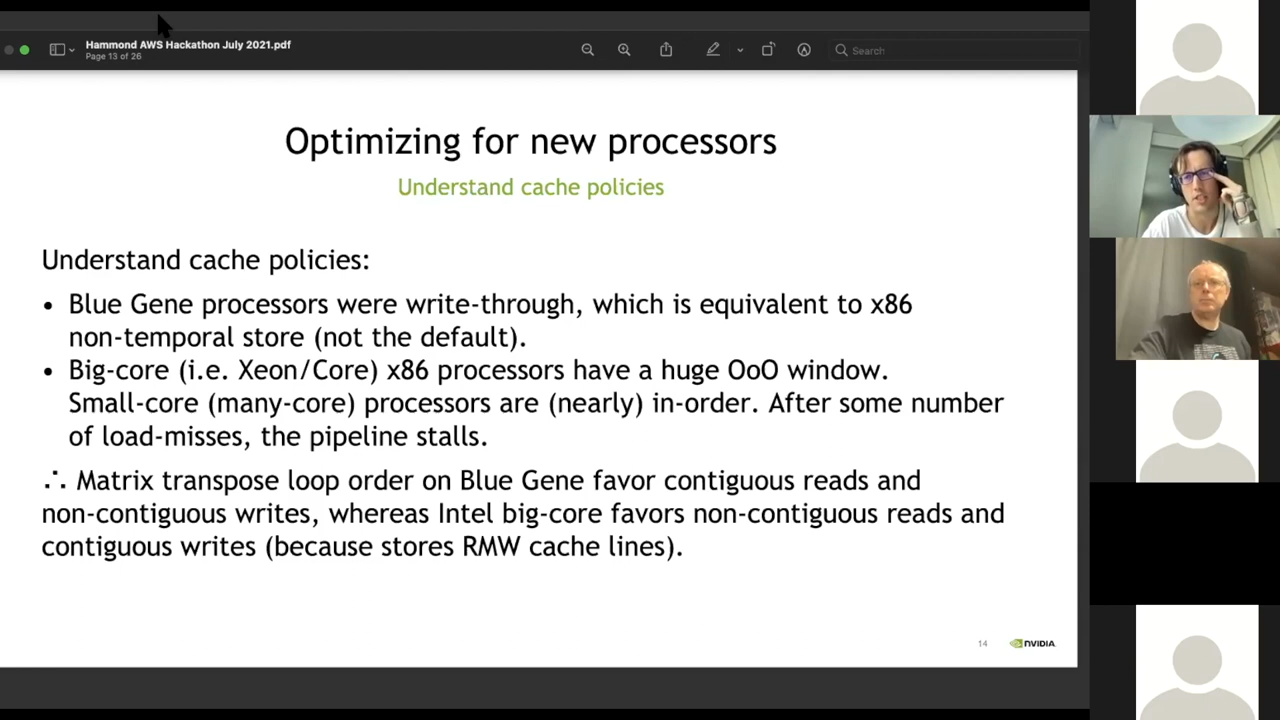 Hammond AWS Hackathon July 2021.pdf
Page 13 of 26
Search
Optimizing for new processors
Understand cache policies
Understand cache policies:
• Blue Gene processors were write-through, which is equivalent to x86
non-temporal store (not the default).
• Big-core (i.e. Xeon/Core) x86 processors have a huge OoO window.
Small-core (many-core) processors are (nearly) in-order. After some number
of load-misses, the pipeline stalls.
∴ Matrix transpose loop order on Blue Gene favor contiguous reads and
non-contiguous writes, whereas Intel big-core favors non-contiguous reads and
contiguous writes (because stores RMW cache lines).
14
NVIDIA